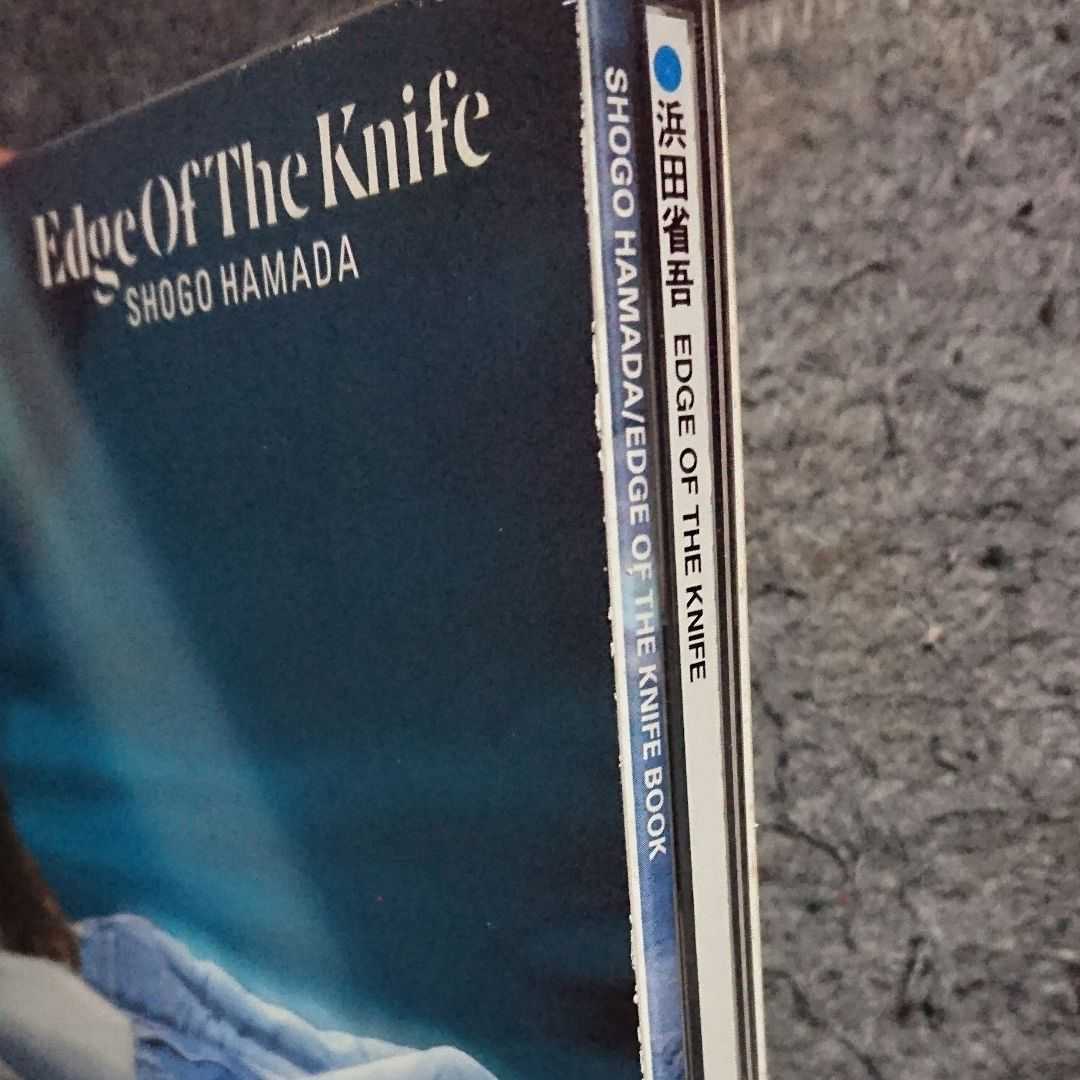 Edge Of The Knife
SHOGO HAMADA
SHOGO HAMADA/EDGE OF THE KNIFE BOOK
浜田省吾 EDGE OF THE KNIFE